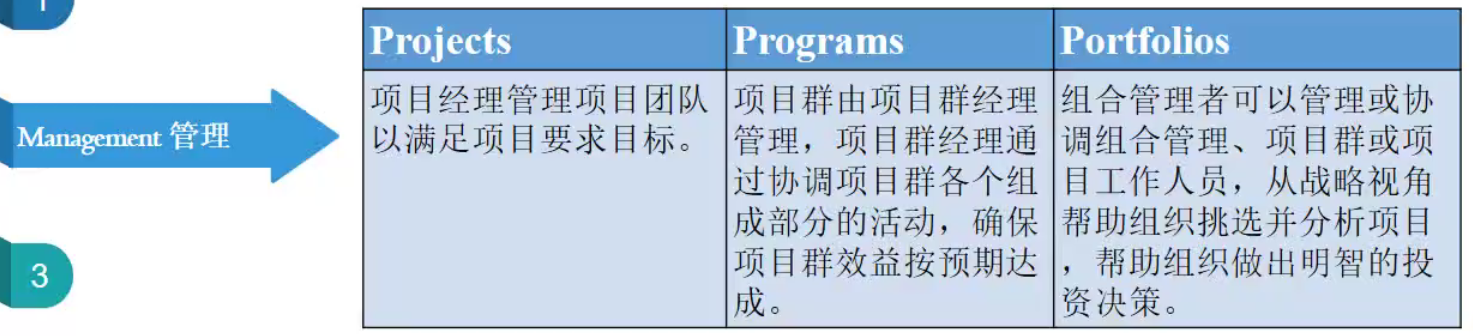 1
Management 管理
3
Projects
Programs
Portfolios
项目经理管理项目团队
以满足项目要求目标。
项目群由项目群经理
管理，项目群经理通
过协调项目群各个组
成部分的活动，确保
项目群效益按预期达
成。
组合管理者可以管理或协
调组合管理、项目群或项
目工作人员，从战略视角
帮助组织挑选并分析项目
，帮助组织做出明智的投
资决策。